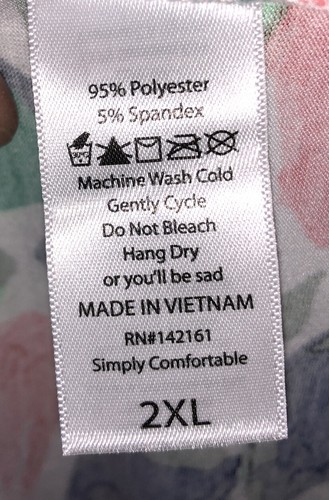 95% Polyester
5% Spandex
Machine Wash Cold
Gently Cycle
Do Not Bleach
Hang Dry
or you'll be sad
MADE IN VIETNAM
RN#142161
Simply Comfortable
2XL